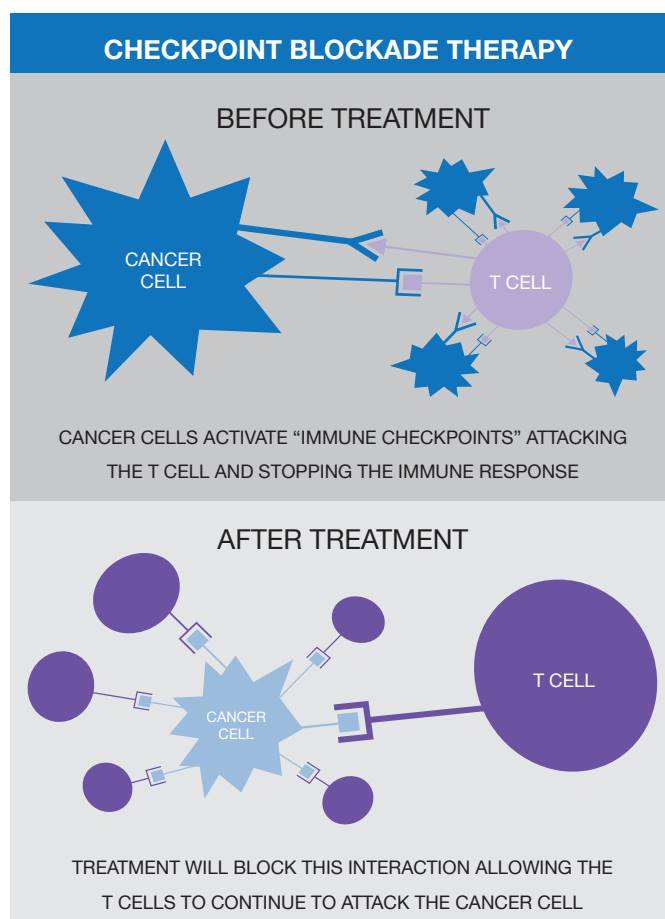 CHECKPOINT BLOCKADE THERAPY
BEFORE TREATMENT
CANCER
CELL
T CELL
CANCER CELLS ACTIVATE “IMMUNE CHECKPOINTS” ATTACKING
THE T CELL AND STOPPING THE IMMUNE RESPONSE
AFTER TREATMENT
CANCER
CELL
T CELL
TREATMENT WILL BLOCK THIS INTERACTION ALLOWING THE
T CELLS TO CONTINUE TO ATTACK THE CANCER CELL